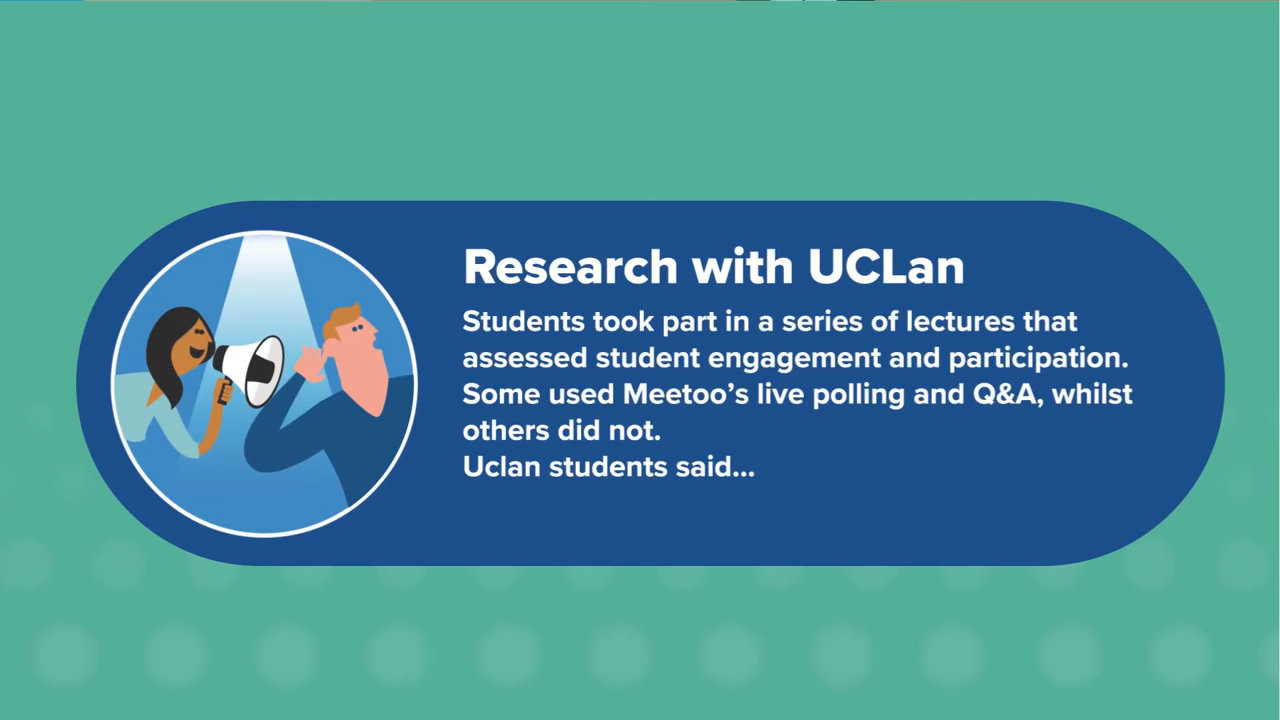 Research with UCLan
Students took part in a series of lectures that
assessed student engagement and participation.
Some used Meetoo’s live polling and Q&A, whilst
others did not.
Uclan students said...